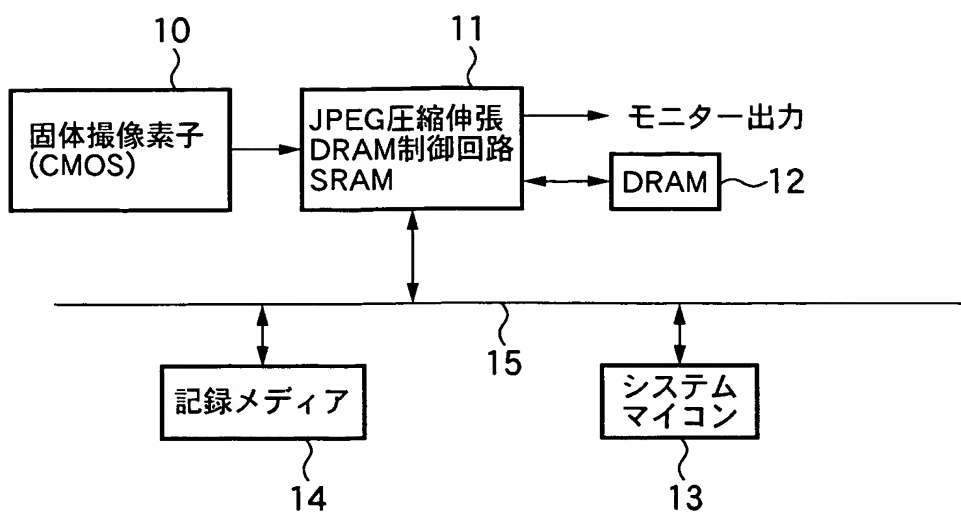 10
11
固体撮像素子
(CMOS)
JPEG圧縮伸張
DRAM制御回路
SRAM
モニター出力
DRAM
12
15
記録メディア
システム
マイコン
14
13